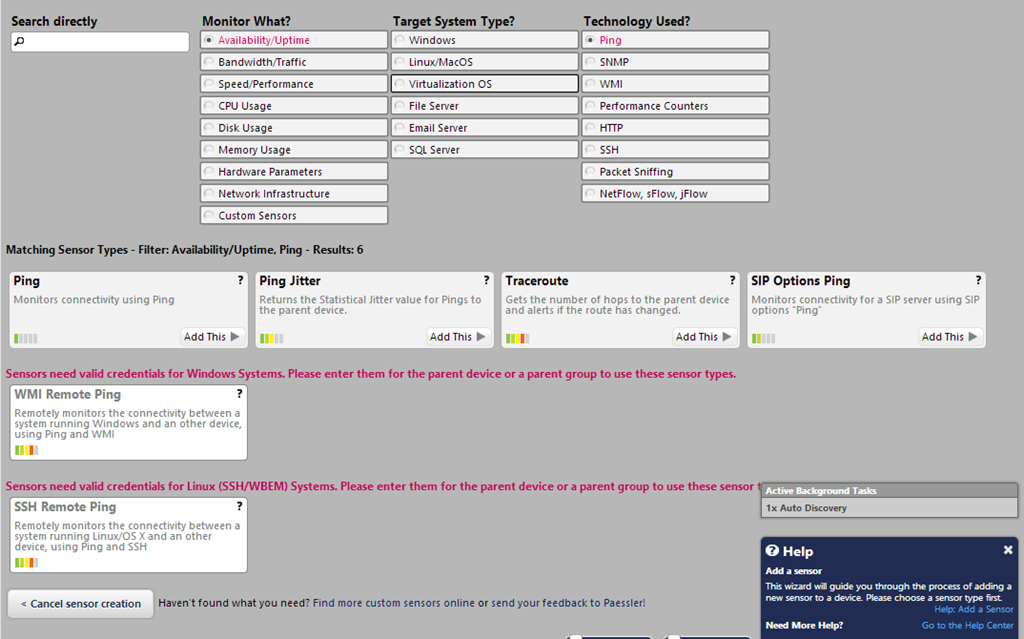 Search directly
Monitor What?
Availability/Uptime
Bandwidth/Traffic
Speed/Performance
CPU Usage
Disk Usage
Memory Usage
Hardware Parameters
Network Infrastructure
Custom Sensors
Target System Type?
Windows
Linux/MacOS
Virtualization OS
File Server
Email Server
SQL Server
Technology Used?
Ping
SNMP
WMI
Performance Counters
HTTP
SSH
Packet Sniffing
NetFlow, sFlow, jFlow
Matching Sensor Types - Filter: Availability/Uptime, Ping - Results: 6
Ping ?
Monitors connectivity using Ping
Add This
Ping Jitter ?
Returns the Statistical Jitter value for Pings to
the parent device.
Add This
Traceroute ?
Gets the number of hops to the parent device
and alerts if the route has changed.
Add This
SIP Options Ping ?
Monitors connectivity for a SIP server using SIP
options "Ping"
Add This
Sensors need valid credentials for Windows Systems. Please enter them for the parent device or a parent group to use these sensor types.
WMI Remote Ping ?
Remotely monitors the connectivity between a
system running Windows and an other device,
using Ping and WMI
Sensors need valid credentials for Linux (SSH/WBEM) Systems. Please enter them for the parent device or a parent group to use these sensor
SSH Remote Ping ?
Remotely monitors the connectivity between a
system running Linux/OS X and an other
device, using Ping and SSH
< Cancel sensor creation
Haven't found what you need? Find more custom sensors online or send your feedback to Paessler!
Active Background Tasks
1x Auto Discovery
? Help
Add a sensor
This wizard will guide you through the process of adding a
new sensor to a device. Please choose a sensor type first.
Help: Add a Sensor
Need More Help? Go to the Help Center